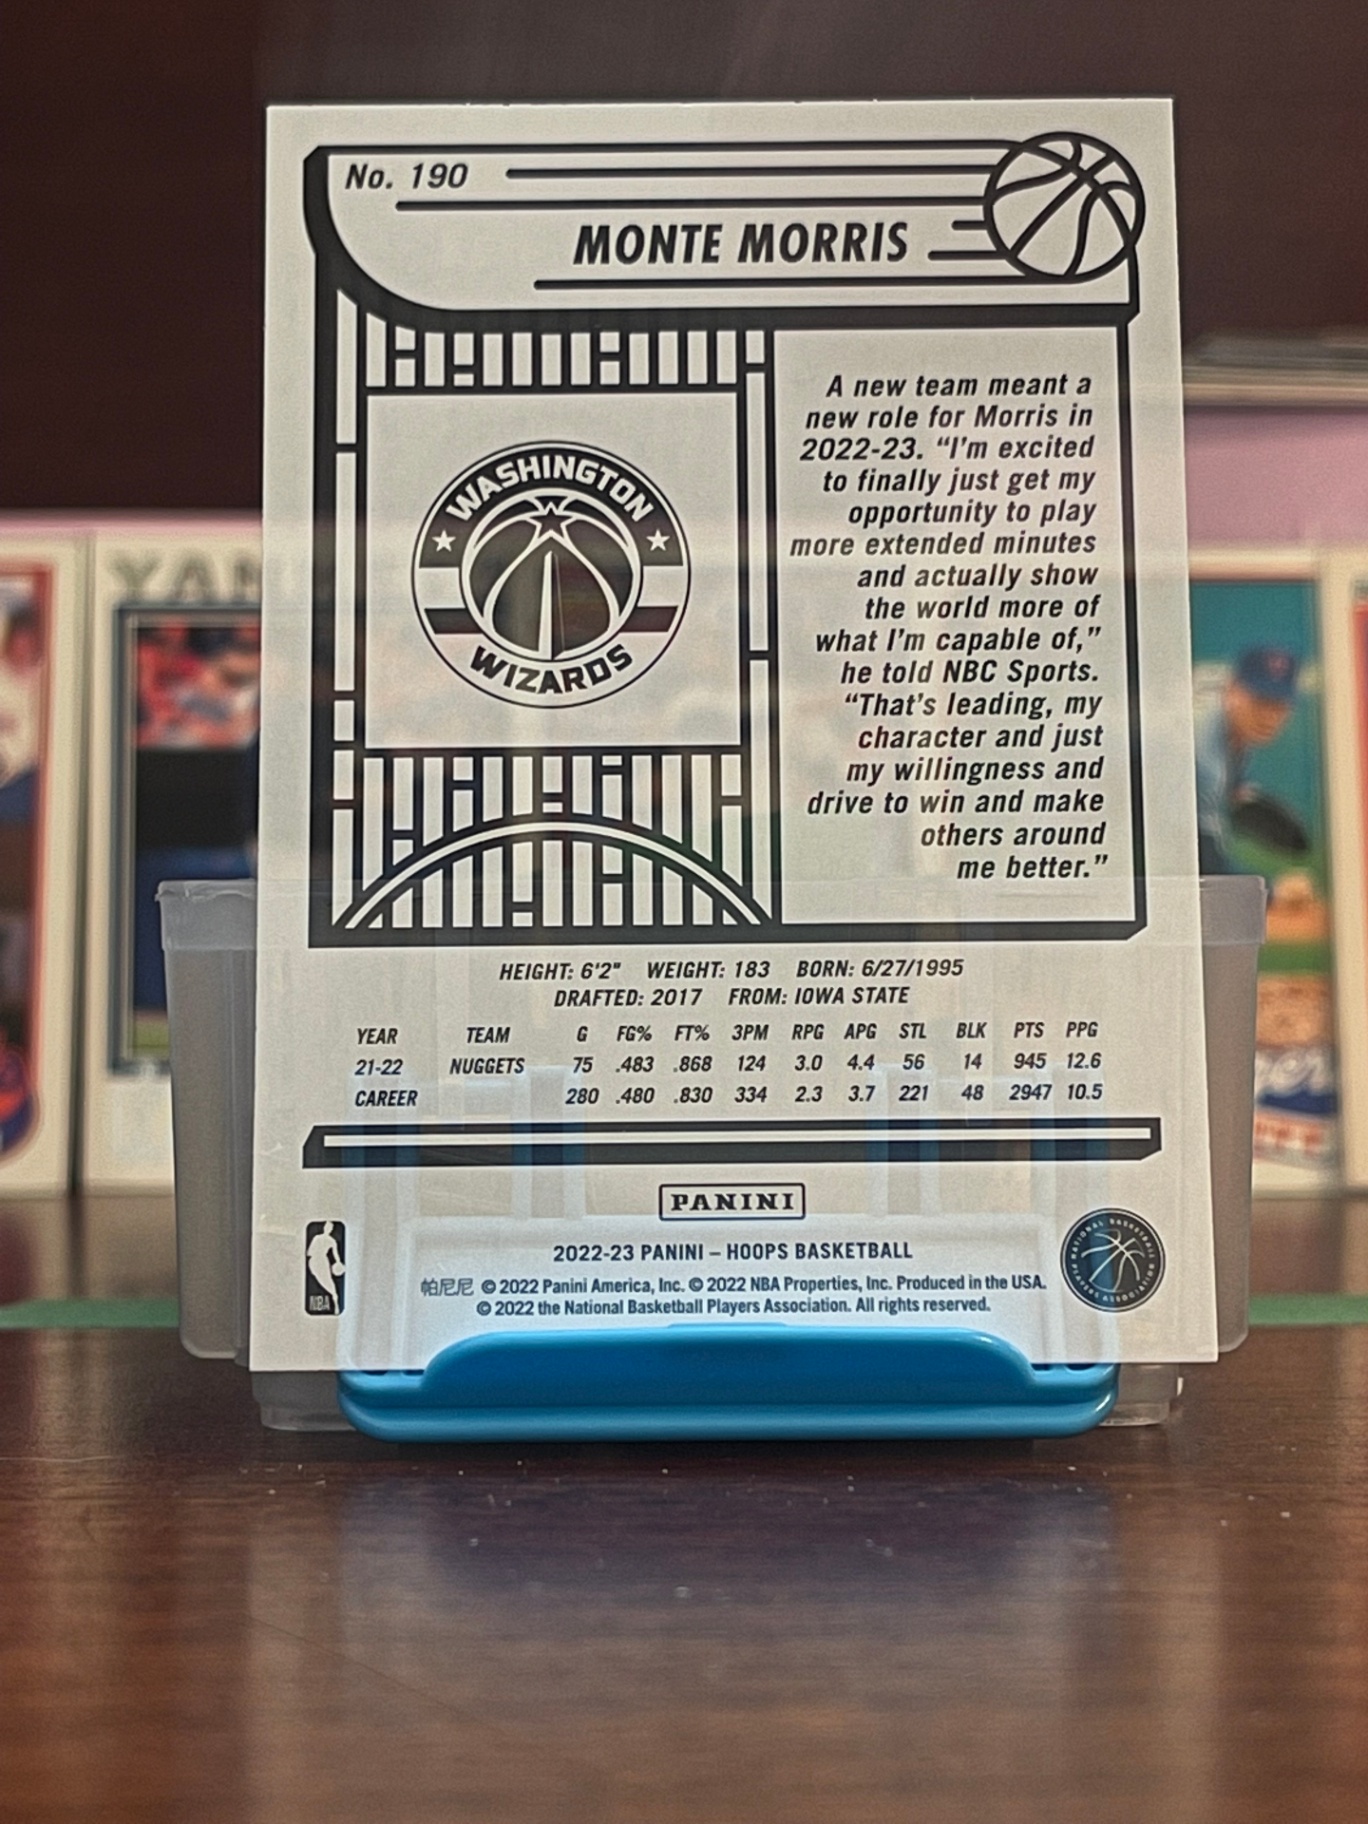 No. 190
MONTE MORRIS
WASHINGTON
WIZARDS
A new team meant a
new role for Morris in
2022-23. “I’m excited
to finally just get my
opportunity to play
more extended minutes
and actually show
the world more of
what I’m capable of,”
he told NBC Sports.
“That’s leading, my
character and just
my willingness and
drive to win and make
others around
me better.”
HEIGHT: 6'2" WEIGHT: 183 BORN: 6/27/1995
DRAFTED: 2017 FROM: IOWA STATE
YEAR TEAM G FG% FT% 3PM RPG APG STL BLK PTS PPG
21-22 NUGGETS 75 .483 .868 124 3.0 4.4 56 14 945 12.6
CAREER 280 .480 .830 334 2.3 3.7 221 48 2947 10.5
PANINI
2022-23 PANINI – HOOPS BASKETBALL
帕尼尼 © 2022 Panini America, Inc. © 2022 NBA Properties, Inc. Produced in the USA.
© 2022 the National Basketball Players Association. All rights reserved.
NBA
NATIONAL BASKETBALL
PLAYERS ASSOCIATION